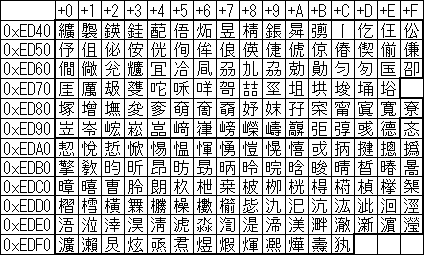 +0 +1 +2 +3 +4 +5 +6 +7 +8 +9 +A +B +C +D +E +F
0xED40 纊 褜 鍈 銈 蓜 俉 炻 昱 棈 鋹 曻 彅 丨 仡 仼 伀
0xED50 伃 伹 佖 侒 侊 侚 侔 俍 偀 倢 俿 倞 偆 偰 偂 傔
0xED60 僴 僘 兊 兤 冝 冾 凬 刕 劜 劦 勀 勛 匀 匇 匤 卲
0xED70 厓 厲 叝 﨎 咜 咊 咩 哿 喆 坙 坥 垬 埈 埇 﨏
0xED80 塚 增 墲 夋 奓 奛 奝 奣 妤 妺 孖 寀 甯 寘 寬 尞
0xED90 岦 岺 峵 崧 嵓 﨑 嵂 嵭 嶸 嶹 巐 弡 弴 彧 德 忞
0xEDA0 恝 悅 悊 惞 惕 愠 惲 愑 愷 愰 憘 戓 抦 揵 摠 撝
0xEDB0 擎 敎 昀 昕 昻 昉 昮 昞 昤 晥 晗 晙 晴 晳 暙 暠
0xEDC0 暲 暿 曺 朎 朗 杦 枻 桒 柀 栁 桄 棏 﨓 楨 﨔 榘
0xEDD0 槢 樰 橫 橆 橳 橾 櫢 櫤 毖 氿 汜 沆 汯 泚 洄 涇
0xEDE0 浯 涖 涬 淏 淸 淲 淼 渹 湜 渧 渼 溿 澈 澵 濵 瀅
0xEDF0 瀇 瀨 炅 炫 焏 焄 煜 煆 煇 凞 燁 燾 犱